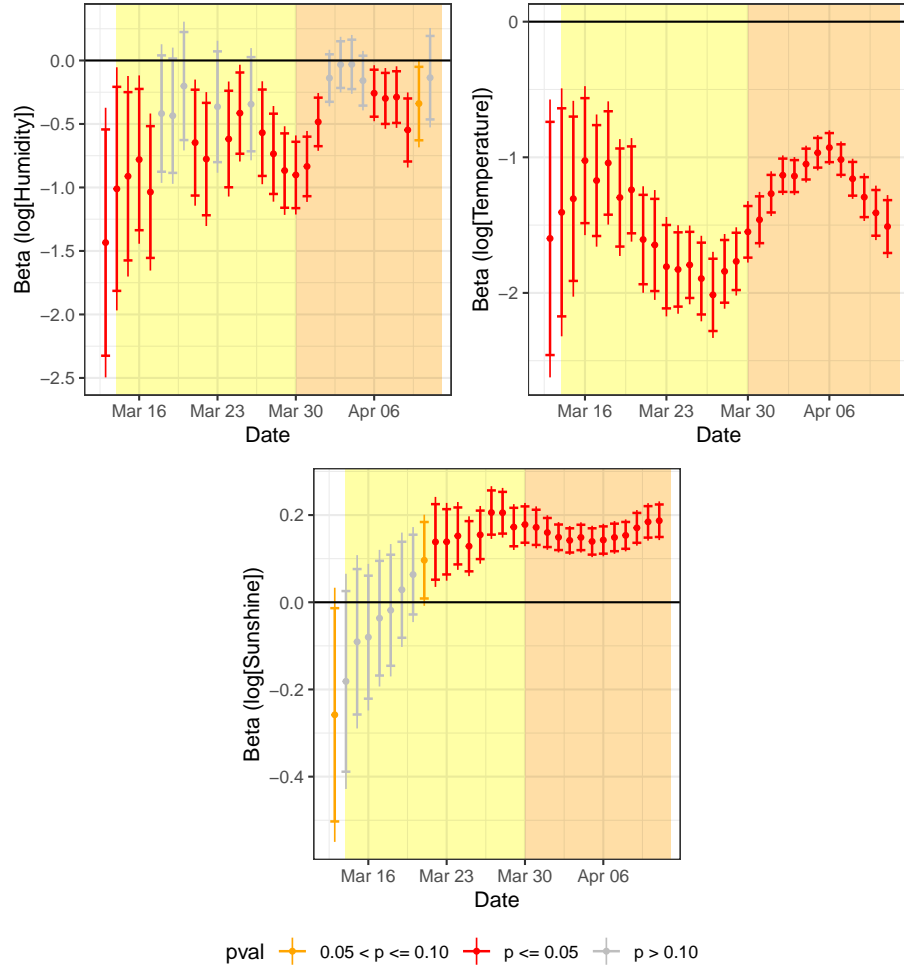 0.0
−0.5
−1.0
−1.5
−2.0
−2.5
Beta (log[Humidity])
Mar 16 Mar 23 Mar 30 Apr 06
Date
0
−1
−2
Beta (log[Temperature])
Mar 16 Mar 23 Mar 30 Apr 06
Date
0.2
0.0
−0.2
−0.4
Beta (log[Sunshine])
Mar 16 Mar 23 Mar 30 Apr 06
Date
pval 0.05 < p <= 0.10 p <= 0.05 p > 0.10